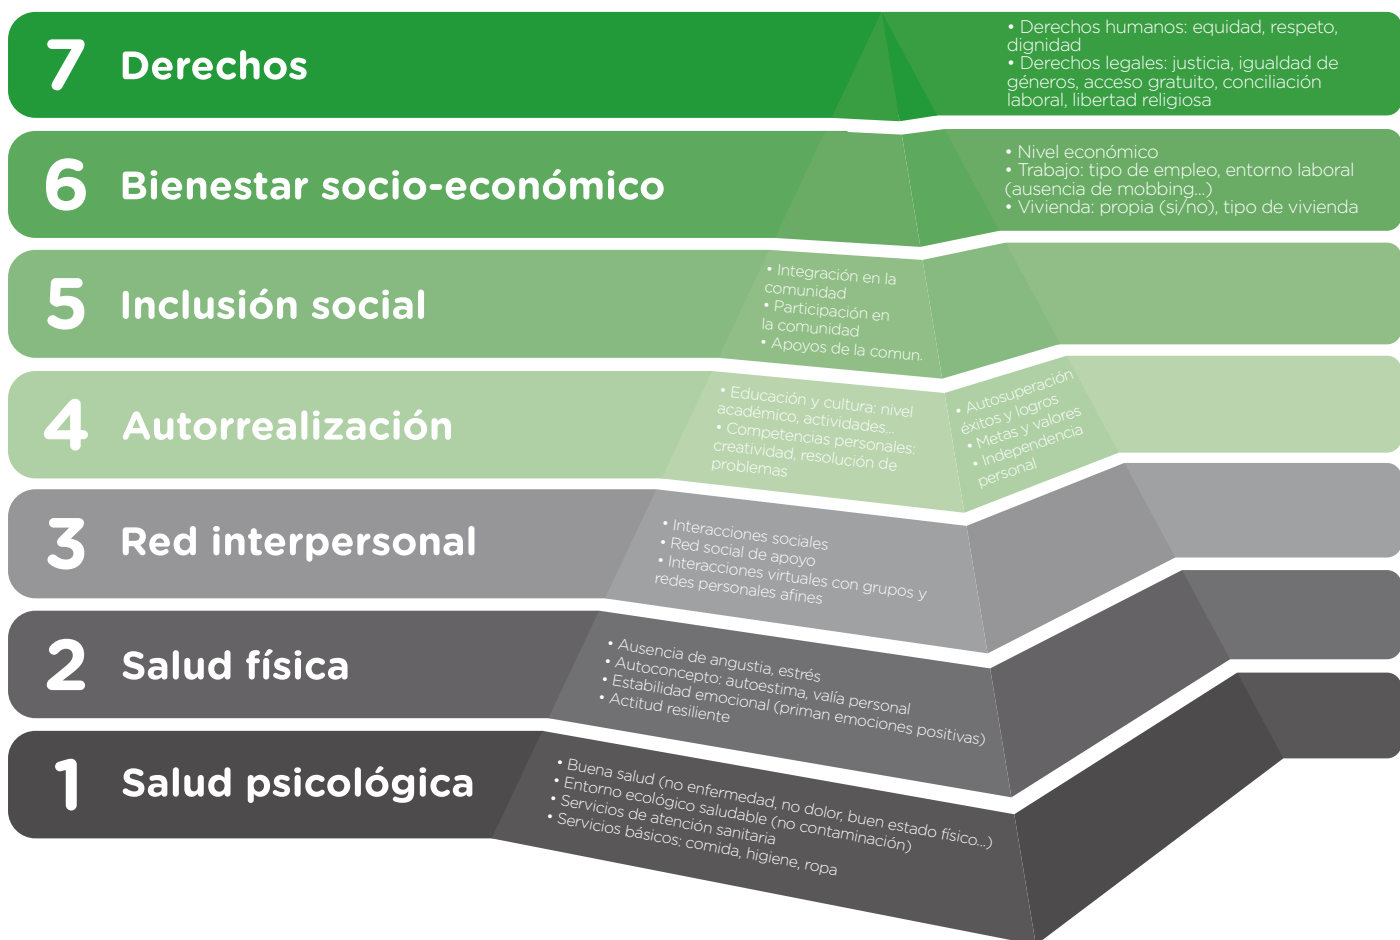 7 Derechos
• Derechos humanos: equidad, respeto,
dignidad
• Derechos legales: justicia, igualdad de
géneros, acceso gratuito, conciliación
laboral, libertad religiosa
6 Bienestar socio-económico
• Nivel económico
• Trabajo: tipo de empleo, entorno laboral
(ausencia de mobbing...)
• Vivienda: propia (si/no), tipo de vivienda
5 Inclusión social
• Integración en la
comunidad
• Participación en
la comunidad
• Apoyos de la comun.
4 Autorrealización
• Educación y cultura: nivel
académico, actividades...
• Competencias personales:
creatividad, resolución de
problemas
• Autosuperación
éxitos y logros
• Metas y valores
• Independencia
personal
3 Red interpersonal
• Interacciones sociales
• Red social de apoyo
• Interacciones virtuales con grupos y
redes personales afines
2 Salud física
• Ausencia de angustia, estrés
• Autoconcepto: autoestima, valía personal
• Estabilidad emocional (priman emociones positivas)
• Actitud resiliente
1 Salud psicológica
• Buena salud (no enfermedad, no dolor, buen estado físico...)
• Entorno ecológico saludable (no contaminación)
• Servicios de atención sanitaria
• Servicios básicos: comida, higiene, ropa